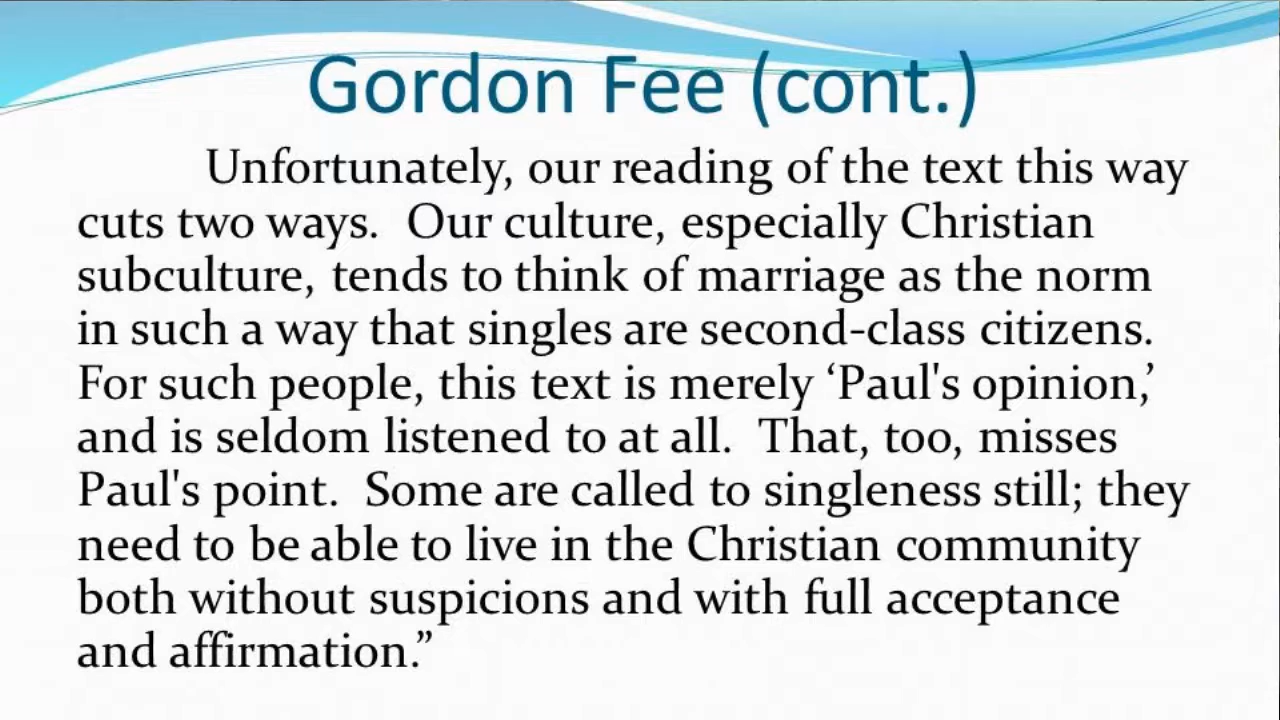 Gordon Fee (cont.)
Unfortunately, our reading of the text this way
cuts two ways.  Our culture, especially Christian
subculture, tends to think of marriage as the norm
in such a way that singles are second-class citizens.
For such people, this text is merely ‘Paul's opinion,’
and is seldom listened to at all.  That, too, misses
Paul's point.  Some are called to singleness still; they
need to be able to live in the Christian community
both without suspicions and with full acceptance
and affirmation.”